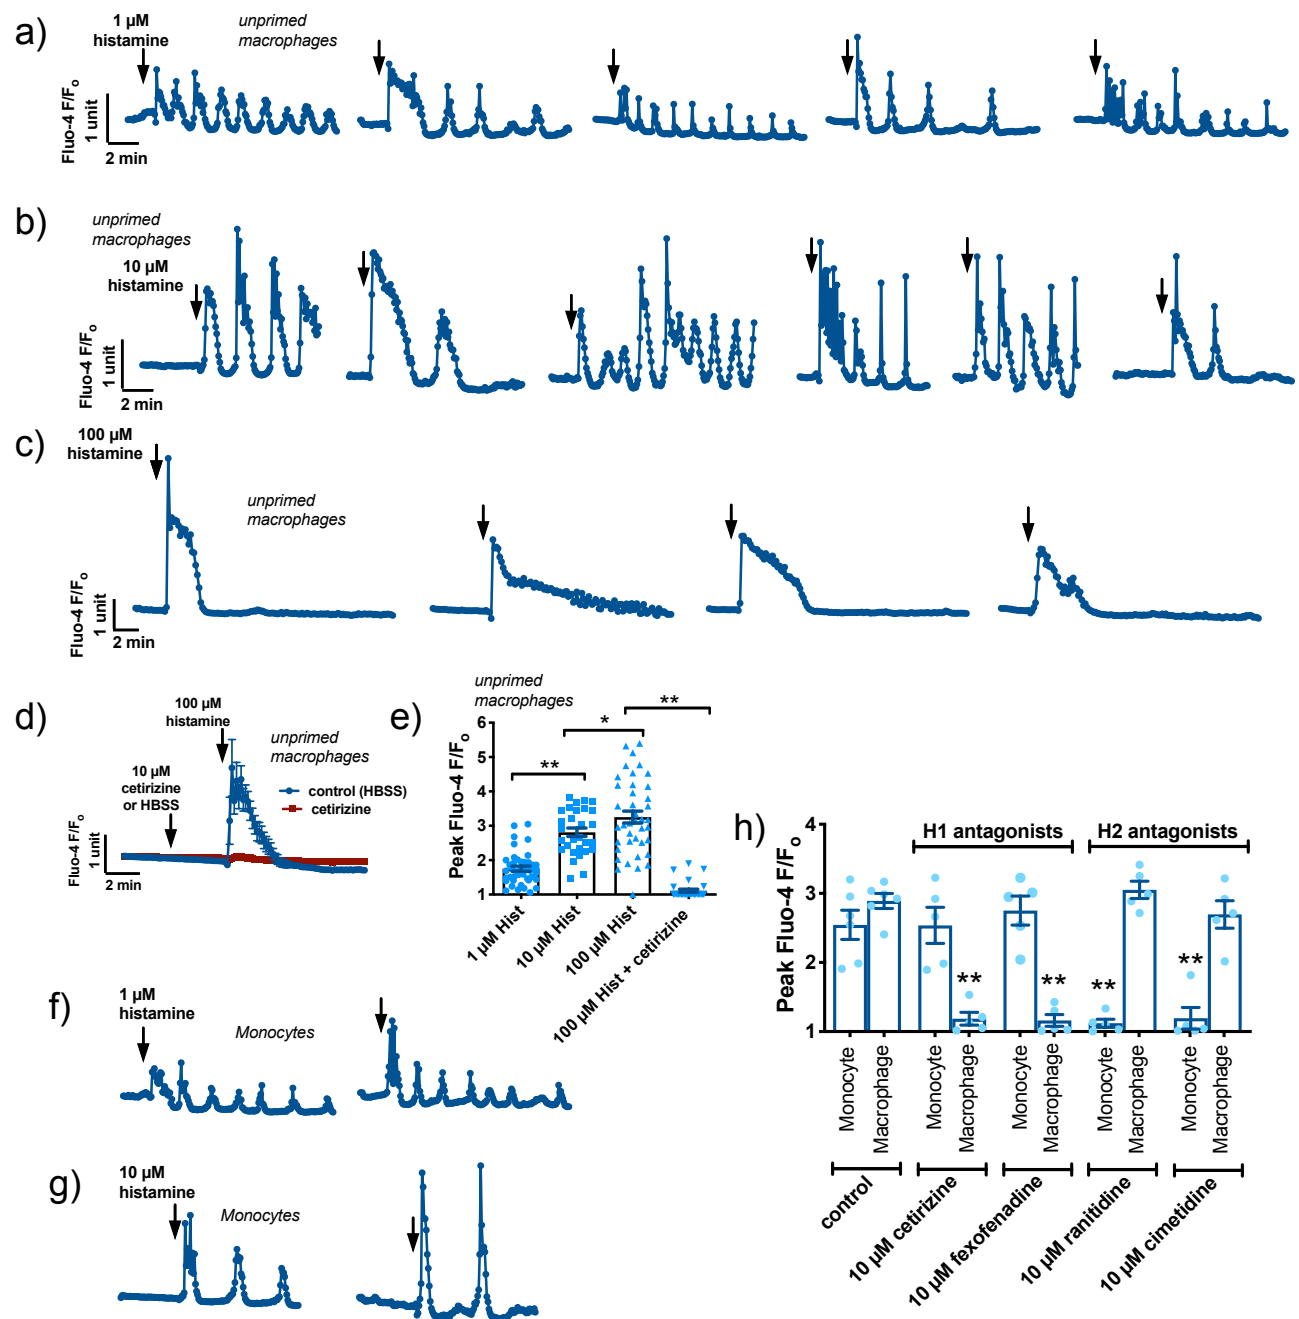 a)
1 µM
histamine
unprimed
macrophages
Fluo-4 F/Fo
1 unit
2 min
b)
unprimed
macrophages
10 µM
histamine
Fluo-4 F/Fo
1 unit
2 min
c)
100 µM
histamine
unprimed
macrophages
Fluo-4 F/Fo
1 unit
2 min
d)
100 µM
histamine
unprimed
macrophages
10 µM
cetirizine
or HBSS
control (HBSS)
cetirizine
Fluo-4 F/Fo
1 unit
2 min
e)
unprimed
macrophages
**
*
**
Peak Fluo-4 F/Fo
6
5
4
3
2
1
1 µM Hist
10 µM Hist
100 µM Hist
100 µM Hist + cetirizine
f)
1 µM
histamine
Monocytes
g)
10 µM
histamine
Monocytes
h)
H1 antagonists
H2 antagonists
Peak Fluo-4 F/Fo
4
3
2
1
**
**
**
**
Monocyte
Macrophage
Monocyte
Macrophage
Monocyte
Macrophage
Monocyte
Macrophage
Monocyte
Macrophage
control
10 µM cetirizine
10 µM fexofenadine
10 µM ranitidine
10 µM cimetidine